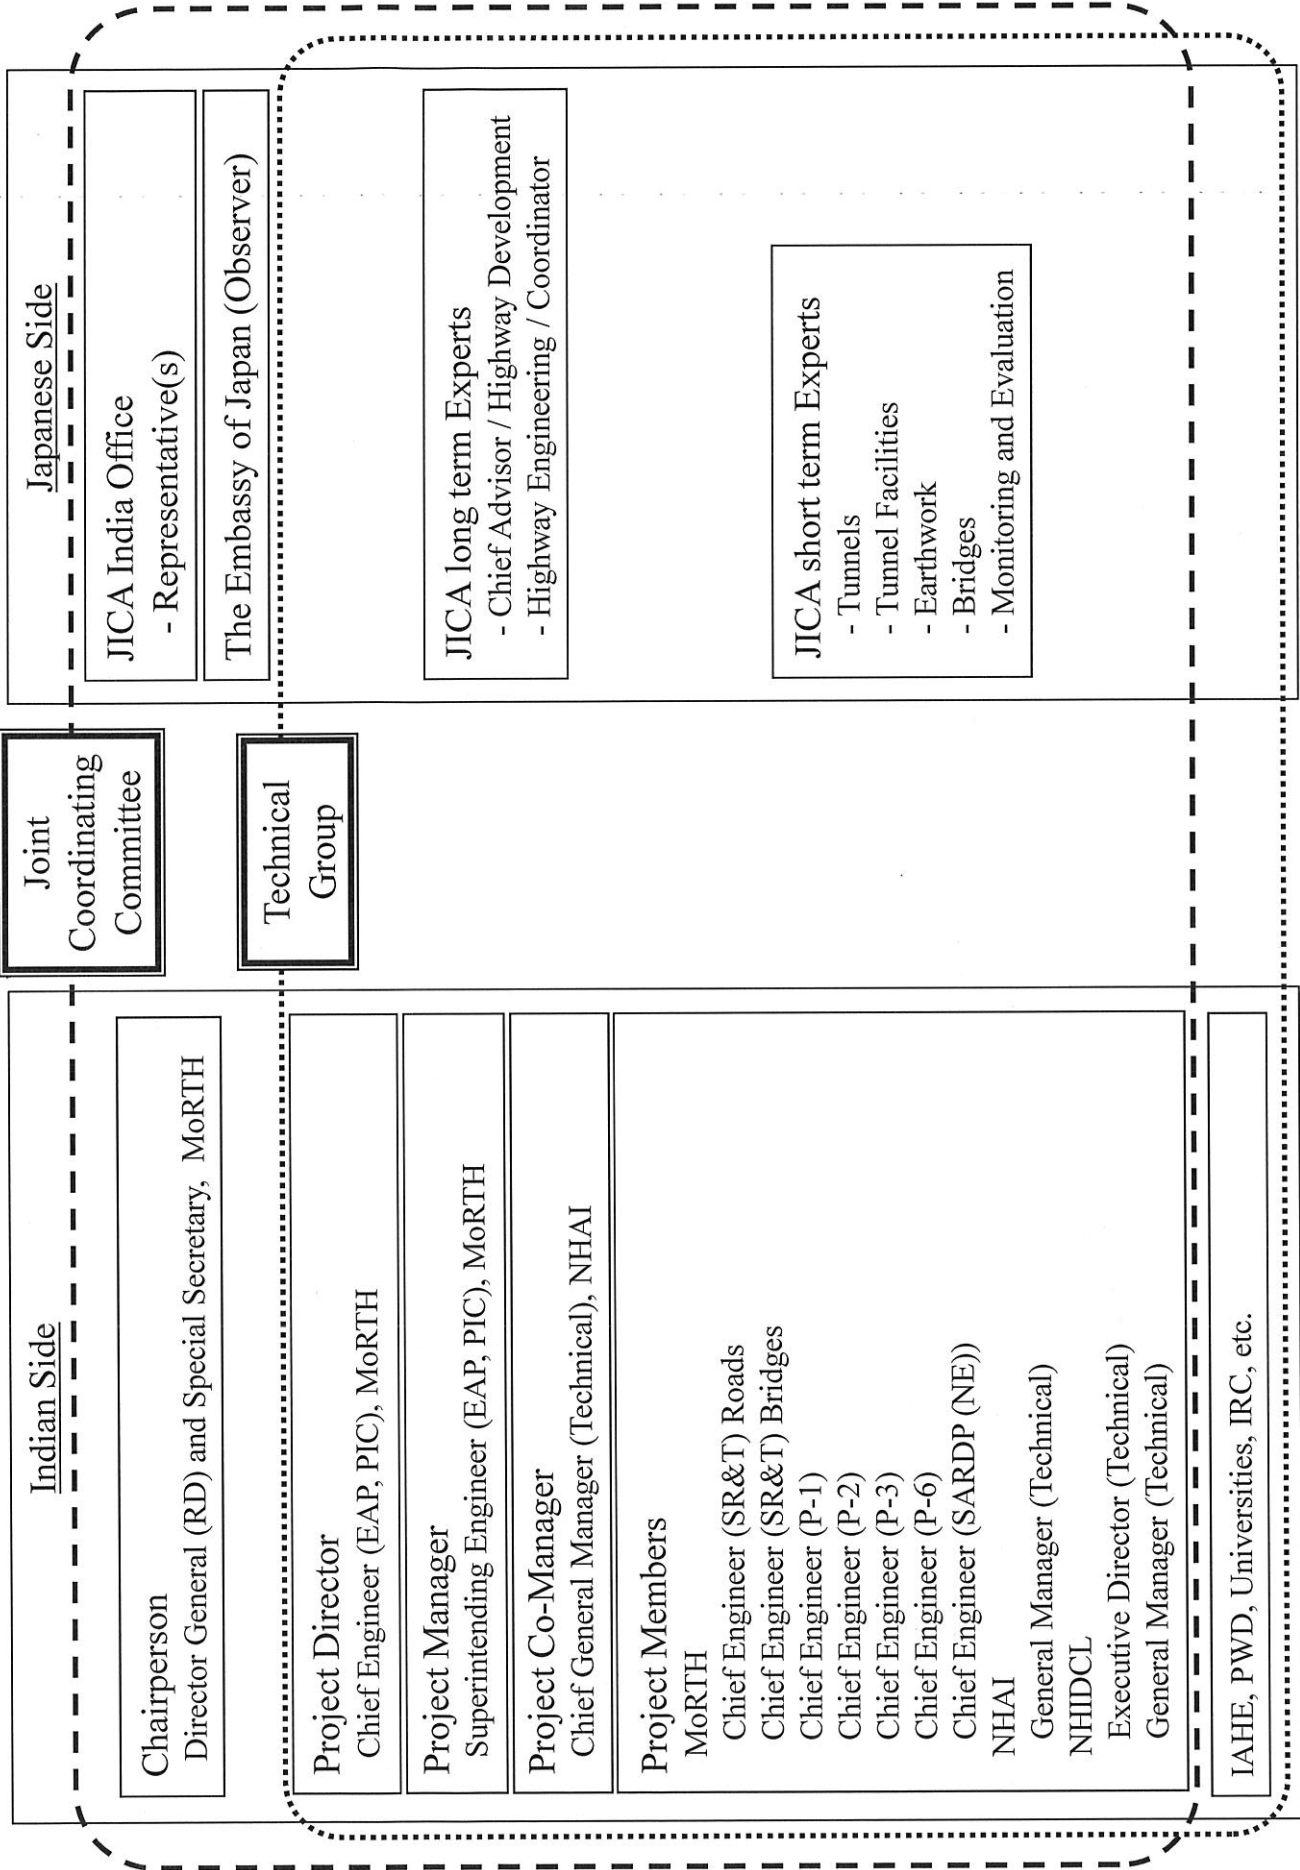 Indian Side
Joint
Coordinating
Committee
Japanese Side
Chairperson
Director General (RD) and Special Secretary, MoRTH
JICA India Office
- Representative(s)
The Embassy of Japan (Observer)
Technical
Group
Project Director
Chief Engineer (EAP, PIC), MoRTH
Project Manager
Superintending Engineer (EAP, PIC), MoRTH
Project Co-Manager
Chief General Manager (Technical), NHAI
Project Members
MoRTH
Chief Engineer (SR&T) Roads
Chief Engineer (SR&T) Bridges
Chief Engineer (P-1)
Chief Engineer (P-2)
Chief Engineer (P-3)
Chief Engineer (P-6)
Chief Engineer (SARDP (NE))
NHAI
General Manager (Technical)
NHIDCL
Executive Director (Technical)
General Manager (Technical)
IAHE, PWD, Universities, IRC, etc.
JICA long term Experts
- Chief Advisor / Highway Development
- Highway Engineering / Coordinator
JICA short term Experts
- Tunnels
- Tunnel Facilities
- Earthwork
- Bridges
- Monitoring and Evaluation